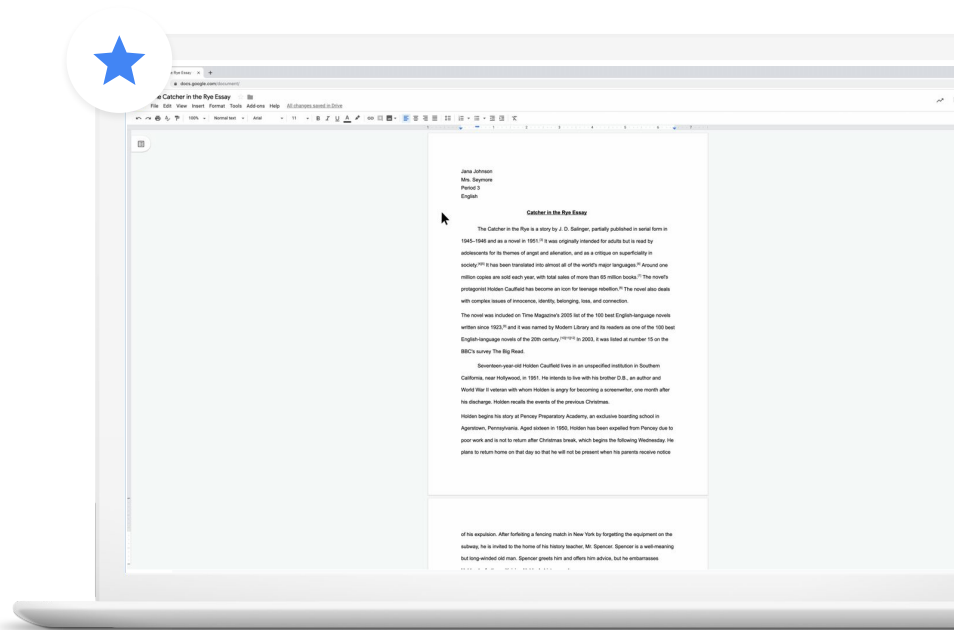 e Rye Essay × +
docs.google.com/document/
e Catcher in the Rye Essay
File Edit View Insert Format Tools Add-ons Help All changes saved in Drive
100% Normal text Arial 11 B I U A
1 2 3 4 5 6 7
Jana Johnson
Mrs. Seymore
Period 3
English
Catcher in the Rye Essay
The Catcher in the Rye is a story by J. D. Salinger, partially published in serial form in
1945–1946 and as a novel in 1951. It was originally intended for adults but is read by
adolescents for its themes of angst and alienation, and as a critique on superficiality in
society. It has been translated into almost all of the world's major languages. Around one
million copies are sold each year, with total sales of more than 65 million books. The novel's
protagonist Holden Caulfield has become an icon for teenage rebellion. The novel also deals
with complex issues of innocence, identity, belonging, loss, and connection.
The novel was included on Time Magazine's 2005 list of the 100 best English-language novels
written since 1923, and it was named by Modern Library and its readers as one of the 100 best
English-language novels of the 20th century. In 2003, it was listed at number 15 on the
BBC's survey The Big Read.
Seventeen-year-old Holden Caulfield lives in an unspecified institution in Southern
California, near Hollywood, in 1951. He intends to live with his brother D.B., an author and
World War II veteran with whom Holden is angry for becoming a screenwriter, one month after
his discharge. Holden recalls the events of the previous Christmas.
Holden begins his story at Pencey Preparatory Academy, an exclusive boarding school in
Agerstown, Pennsylvania. Aged sixteen in 1950, Holden has been expelled from Pencey due to
poor work and is not to return after Christmas break, which begins the following Wednesday. He
plans to return home on that day so that he will not be present when his parents receive notice
of his expulsion. After forfeiting a fencing match in New York by forgetting the equipment on the
subway, he is invited to the home of his history teacher, Mr. Spencer. Spencer is a well-meaning
but long-winded old man. Spencer greets him and offers him advice, but he embarrasses